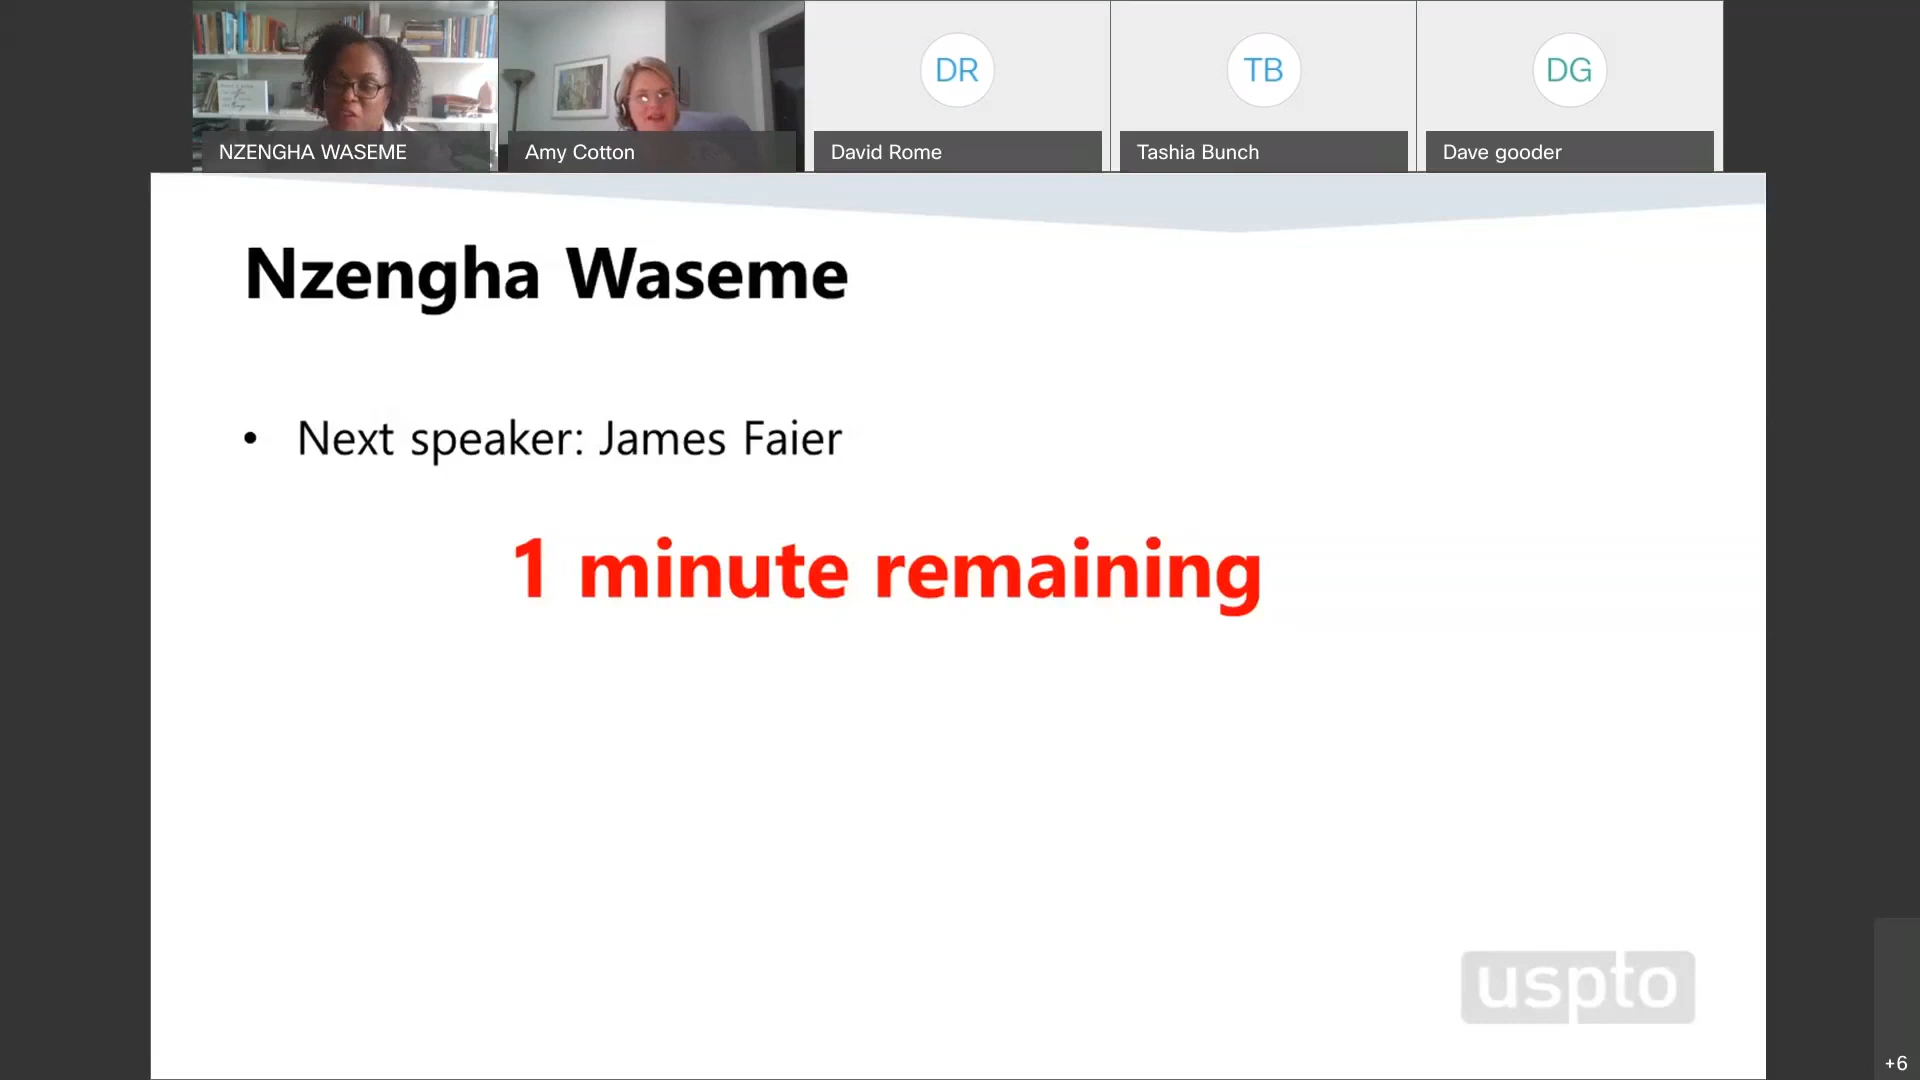 NZENGHA WASEME
Amy Cotton
DR
David Rome
TB
Tashia Bunch
DG
Dave gooder
Nzengha Waseme
• Next speaker: James Faier
1 minute remaining
uspto
+6